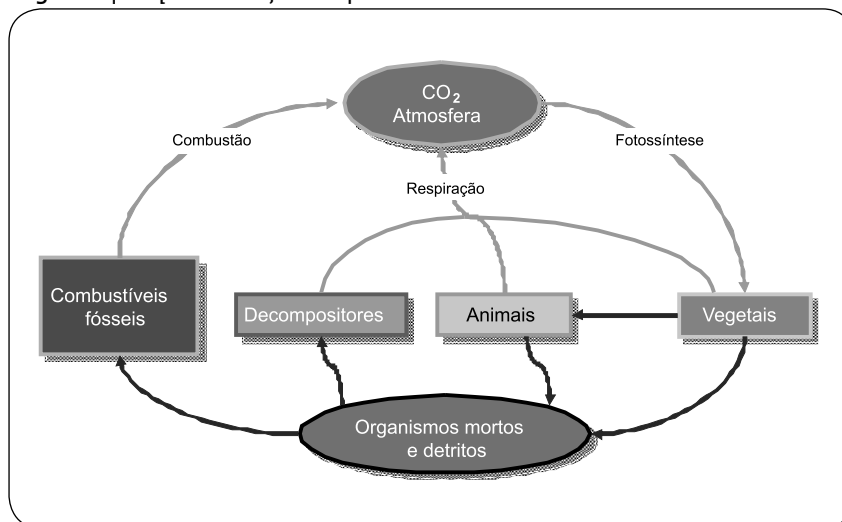 CO2
Atmosfera
Combustão
Fotossíntese
Respiração
Combustíveis
fósseis
Decompositores
Animais
Vegetais
Organismos mortos
e detritos